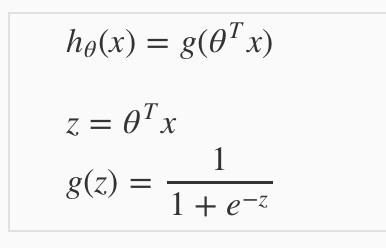 hθ(x) = g(θᵀx)
z = θᵀx
g(z) = 1 / (1 + e⁻ᶻ)